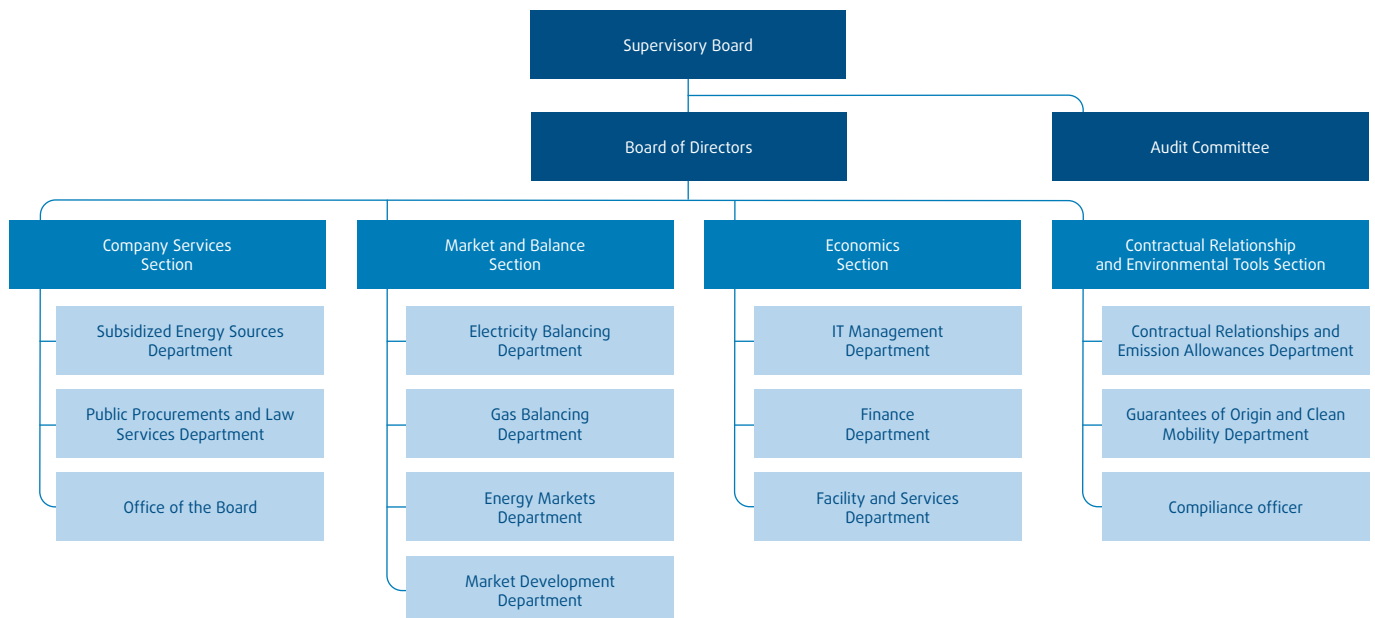 Supervisory Board
Board of Directors
Audit Committee
Company Services
Section
Market and Balance
Section
Economics
Section
Contractual Relationship
and Environmental Tools Section
Subsidized Energy Sources
Department
Public Procurements and Law
Services Department
Office of the Board
Electricity Balancing
Department
Gas Balancing
Department
Energy Markets
Department
Market Development
Department
IT Management
Department
Finance
Department
Facility and Services
Department
Contractual Relationships and
Emission Allowances Department
Guarantees of Origin and Clean
Mobility Department
Compiliance officer